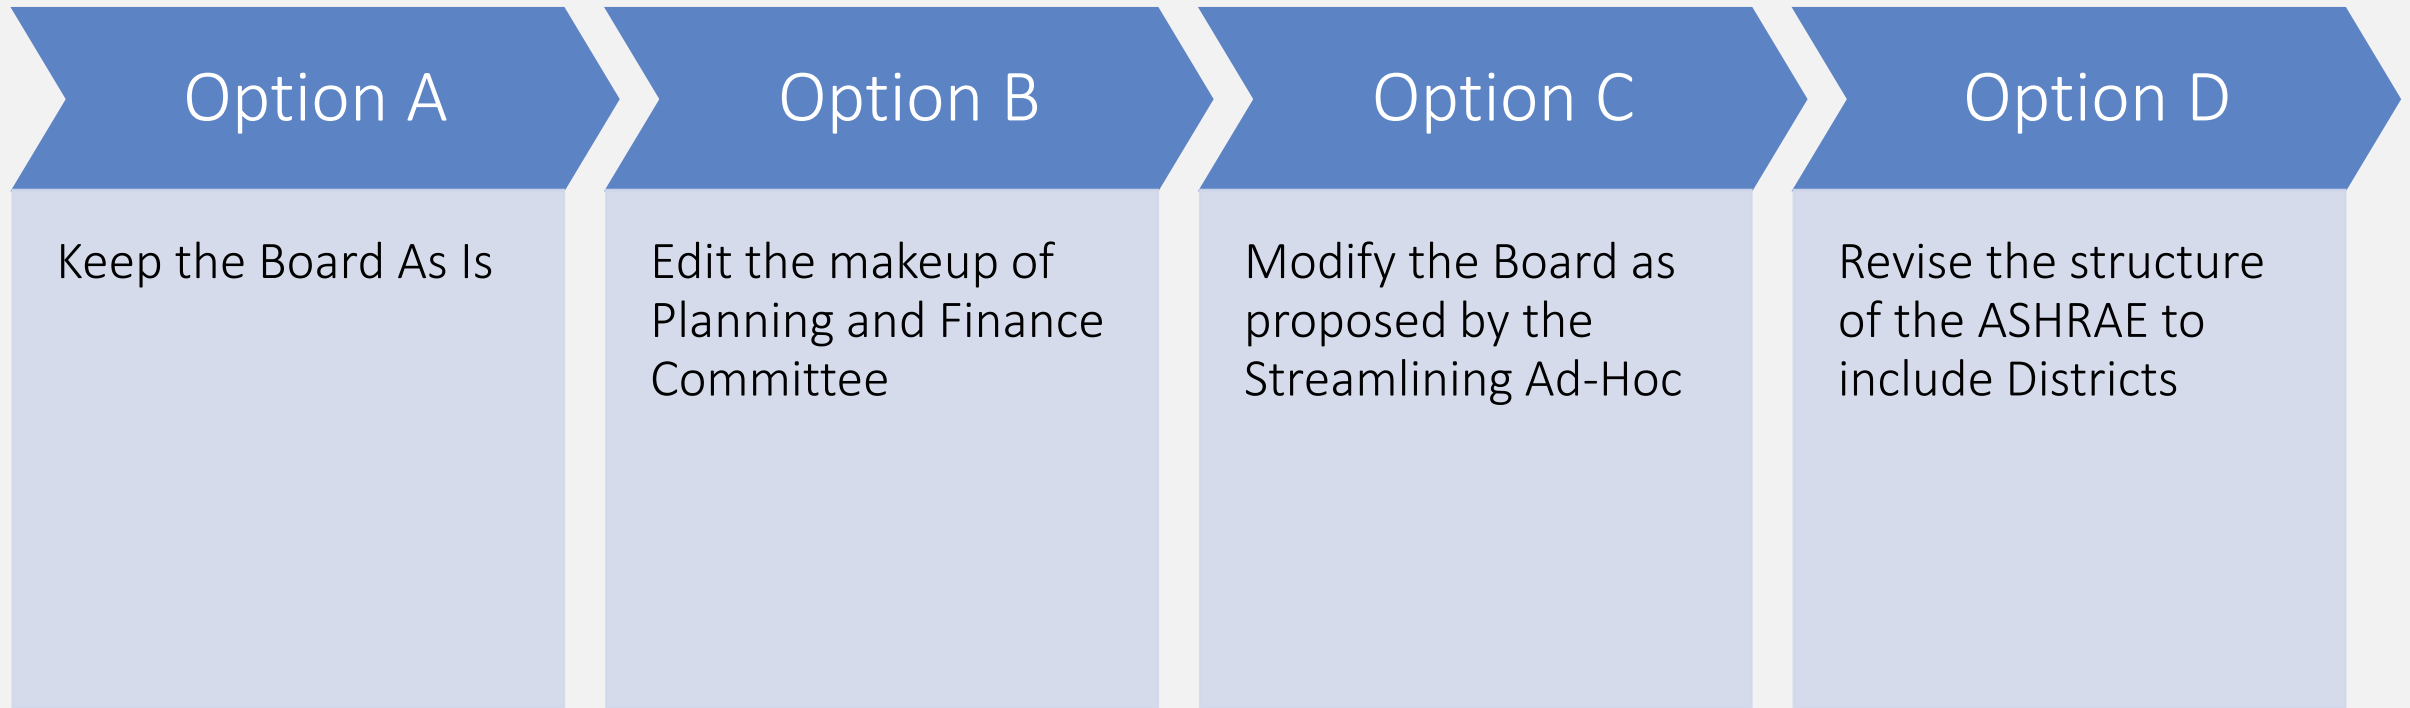 Option A
Keep the Board As Is
Option B
Edit the makeup of
Planning and Finance
Committee
Option C
Modify the Board as
proposed by the
Streamlining Ad-Hoc
Option D
Revise the structure
of the ASHRAE to
include Districts